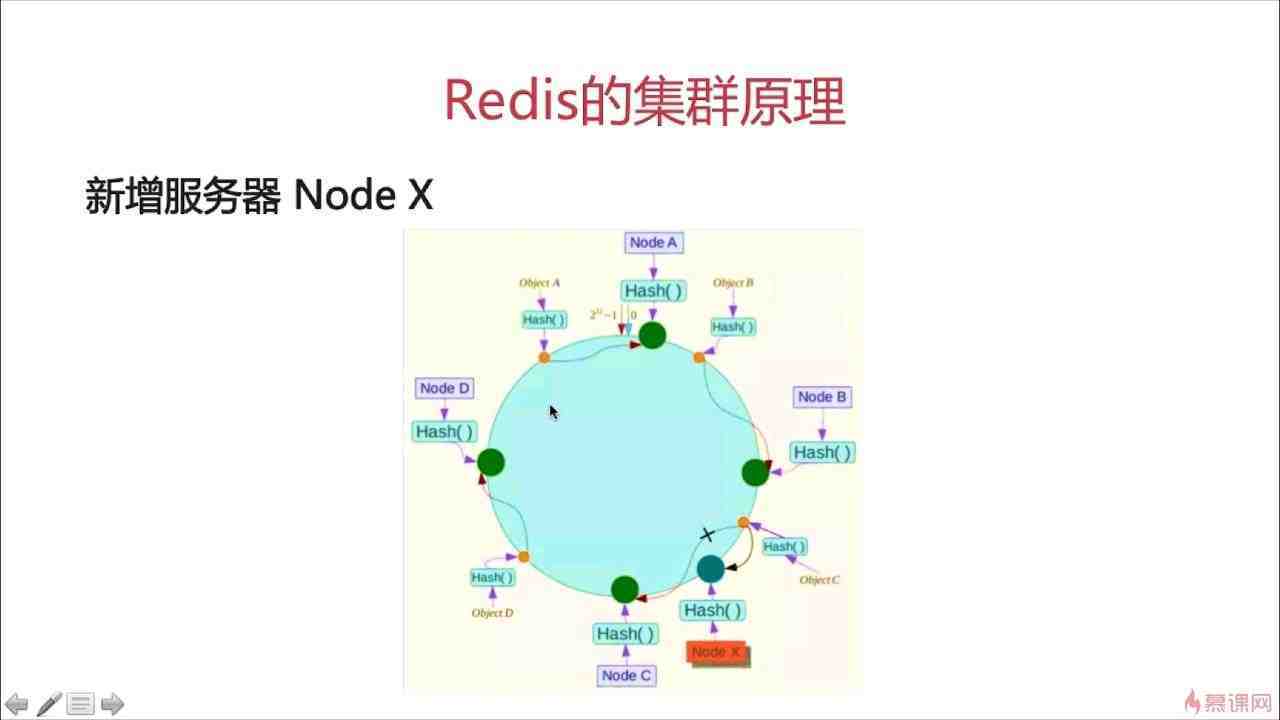 Redis的集群原理
新增服务器 Node X
Node A
Object A
Hash( )
Object B
Hash( )
2³²−1
0
Hash( )
Node D
Hash( )
Node B
Hash( )
Hash( )
Object C
Hash( )
Object D
Hash( )
Node X
Hash( )
Node C
慕课网